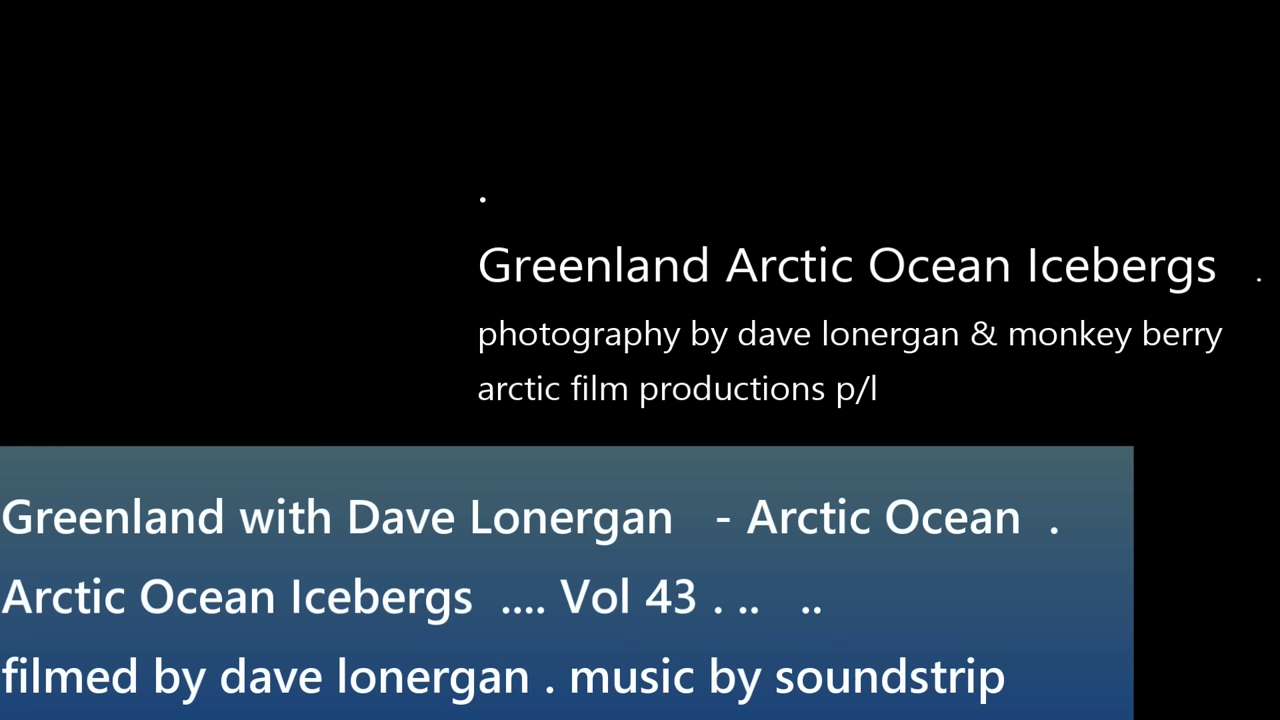 .
Greenland Arctic Ocean Icebergs .
photography by dave lonergan & monkey berry
arctic film productions p/l
Greenland with Dave Lonergan - Arctic Ocean .
Arctic Ocean Icebergs .... Vol 43 . .. ..
filmed by dave lonergan . music by soundstrip